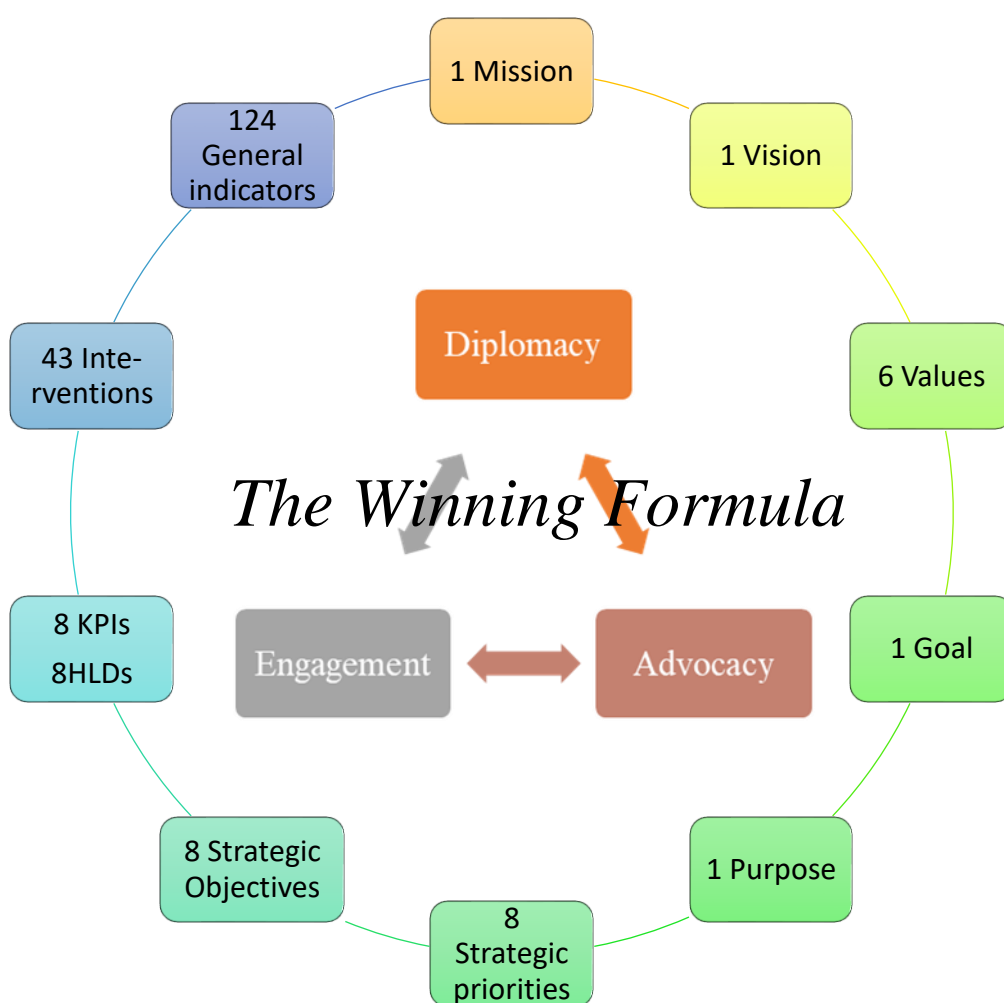 1 Mission
1 Vision
6 Values
1 Goal
1 Purpose
8
Strategic
priorities
8 Strategic
Objectives
8 KPIs
8HLDs
43 Inte-
rventions
124
General
indicators
Diplomacy
The Winning Formula
Engagement
Advocacy